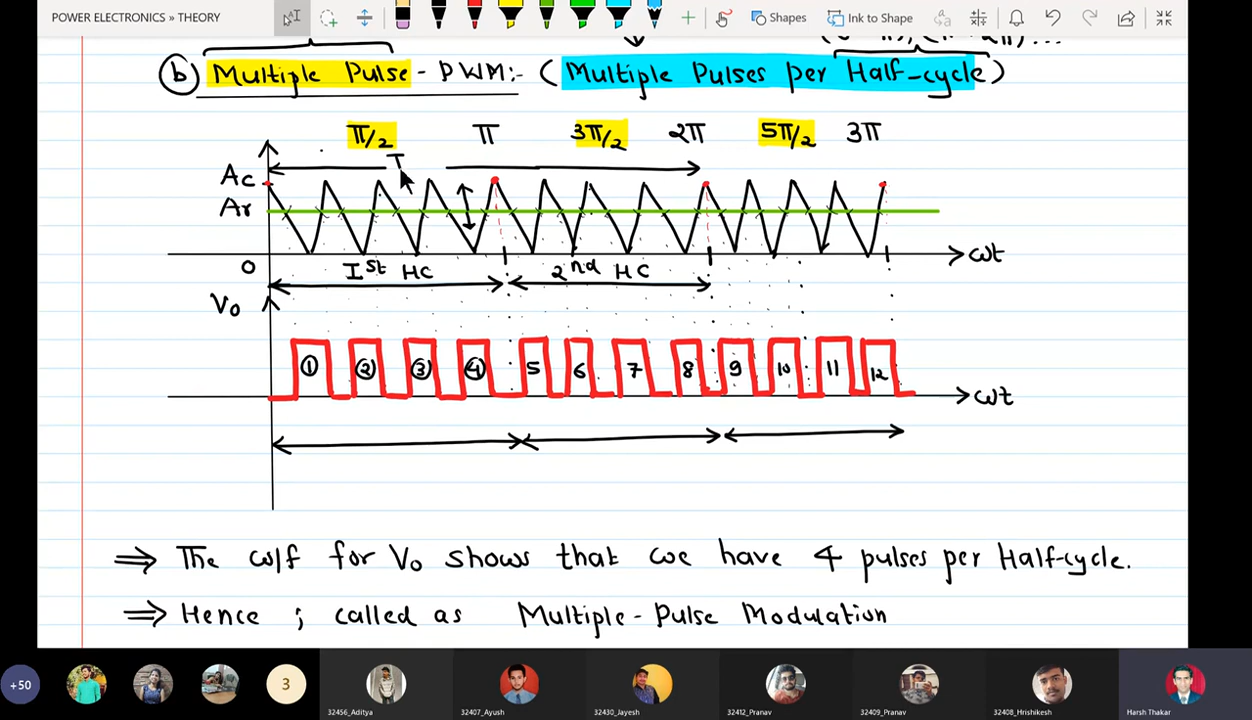 POWER ELECTRONICS » THEORY
Shapes
Ink to Shape
(b) Multiple Pulse - PWM:- (Multiple Pulses per Half-cycle)
π/2 π 3π/2 2π 5π/2 3π
T
Ac
Ar
0
Ist HC 2nd HC
ωt
Vo
① ② ③ ④ 5 6 7 8 9 10 11 12
ωt
⇒ The w/f for Vo shows that we have 4 pulses per Half-cycle.
⇒ Hence ; called as Multiple-Pulse Modulation
+50
3
32456_Aditya
32407_Ayush
32430_Jayesh
32412_Pranav
32409_Pranav
32408_Hrishikesh
Harsh Thakar